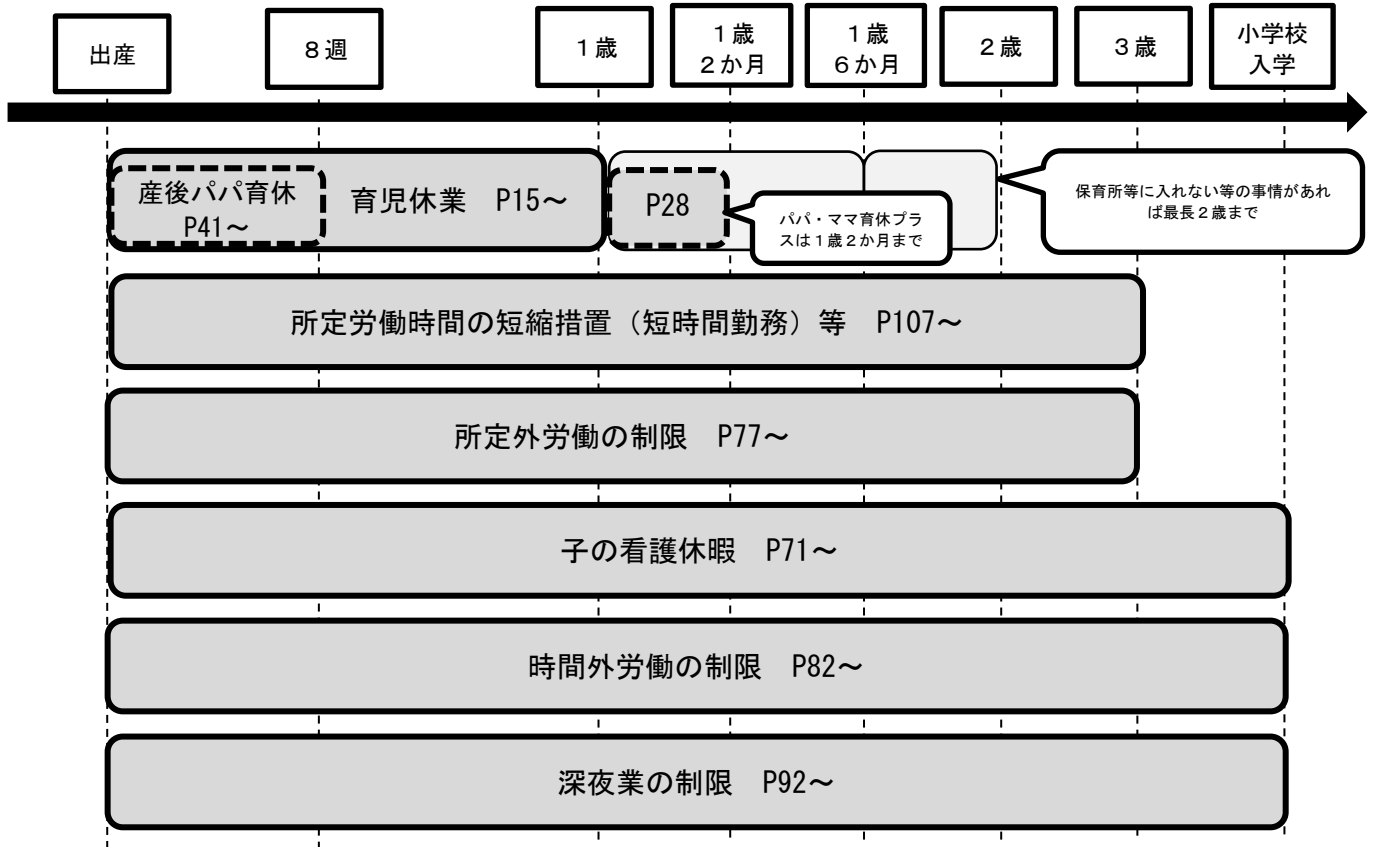 出産
８週
１歳
１歳
２か月
１歳
６か月
２歳
３歳
小学校
入学
産後パパ育休
P41～
育児休業　P15～
P28
パパ・ママ育休プラ
スは１歳２か月まで
保育所等に入れない等の事情があれ
ば最長２歳まで
所定労働時間の短縮措置（短時間勤務）等　P107～
所定外労働の制限　P77～
子の看護休暇　P71～
時間外労働の制限　P82～
深夜業の制限　P92～